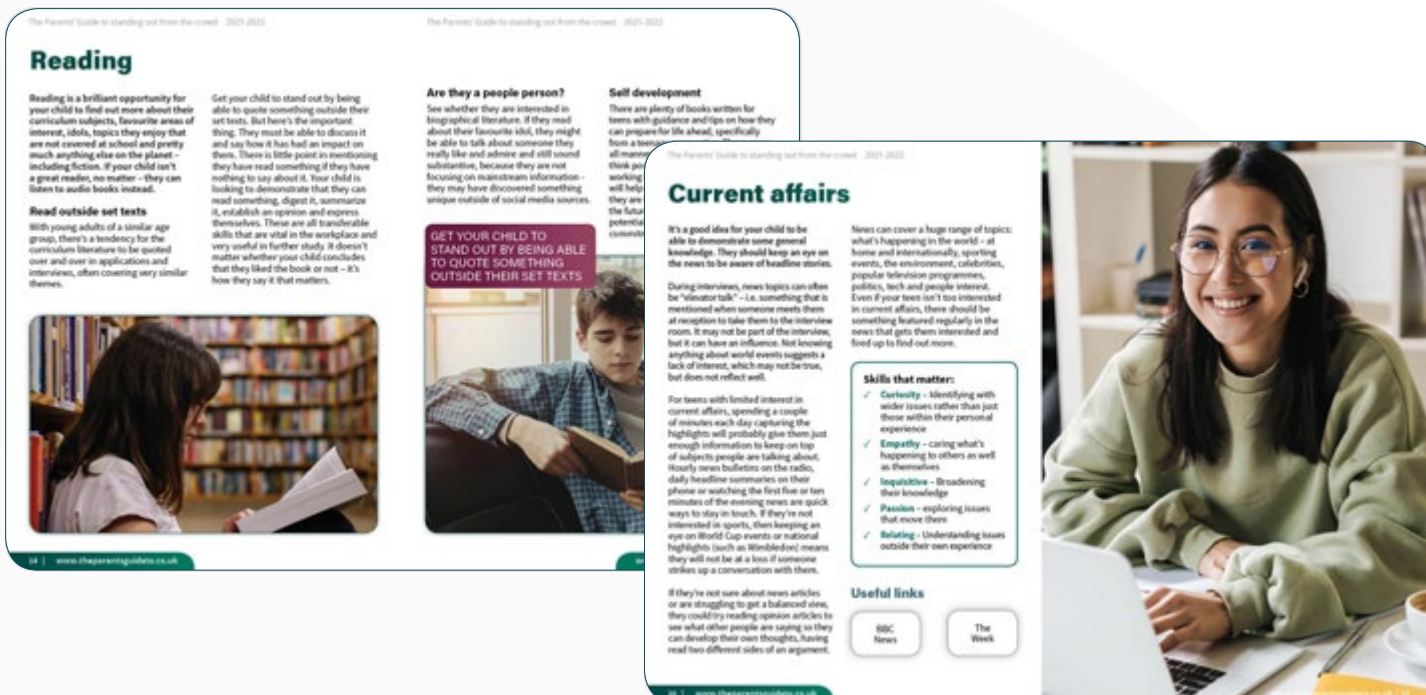 The Parents' Guide to standing out from the crowd 2021-2022
Reading
Reading is a brilliant opportunity for
your child to find out more about their
curriculum subjects, favourite areas of
interest, idols, topics they enjoy that
are not covered at school and pretty
much anything else on the planet –
including fiction. If your child isn't
a great reader, no matter – they can
listen to audio books instead.
Read outside set texts
With young adults of a similar age
group, there's a tendency for the
curriculum literature to be quoted
over and over in applications and
interviews, often covering very similar
themes.
Get your child to stand out by being
able to quote something outside their
set texts. But here's the important
thing. They must be able to discuss it
and say how it has had an impact on
them. There is little point in mentioning
they have read something if they have
nothing to say about it. Your child is
looking to demonstrate that they can
read something, digest it, summarize
it, establish an opinion and express
themselves. These are all transferable
skills that are vital in the workplace and
very useful in further study. It doesn't
matter whether your child concludes
that they liked the book or not – it's
how they say it that matters.
34 | www.theparentsguideto.co.uk
The Parents' Guide to standing out from the crowd 2021-2022
Are they a people person?
See whether they are interested in
biographical literature. If they read
about their favourite idol, they might
be able to talk about someone they
really like and admire and still sound
substantive, because they are not
focusing on mainstream information -
they may have discovered something
unique outside of social media sources.
GET YOUR CHILD TO
STAND OUT BY BEING ABLE
TO QUOTE SOMETHING
OUTSIDE THEIR SET TEXTS
Self development
There are plenty of books written for
teens with guidance and tips on how they
can prepare for life ahead, specifically
from a
all
think
working
will help
they are
the
The Parents' Guide to standing out from the crowd 2021-2022
Current affairs
It's a good idea for your child to be
able to demonstrate some general
knowledge. They should keep an eye on
the news to be aware of headline stories.
During interviews, news topics can often
be "elevator talk" – i.e. something that is
mentioned when someone meets them
at reception to take them to the interview
room. It may not be part of the interview,
but it can have an influence. Not knowing
anything about world events suggests a
lack of interest, which may not be true,
but does not reflect well.
For teens with limited interest in
current affairs, spending a couple
of minutes each day capturing the
highlights will probably give them just
enough information to keep on top
of subjects people are talking about.
Hourly news bulletins on the radio,
daily headline summaries on their
phone or watching the first five or ten
minutes of the evening news are quick
ways to stay in touch. If they're not
interested in sports, then keeping an
eye on World Cup events or national
highlights (such as Wimbledon) means
they will not be at a loss if someone
strikes up a conversation with them.
If they're not sure about news articles
or are struggling to get a balanced view,
they could try reading opinion articles to
see what other people are saying so they
can develop their own thoughts, having
read two different sides of an argument.
News can cover a huge range of topics:
what's happening in the world – at
home and internationally, sporting
events, the environment, celebrities,
popular television programmes,
politics, tech and people interest.
Even if your teen isn't too interested
in current affairs, there should be
something featured regularly in the
news that gets them interested and
fired up to find out more.
Skills that matter:
✓ Curiosity – Identifying with
wider issues rather than just
those within their personal
experience
✓ Empathy – caring what's
happening to others as well
as themselves
✓ Inquisitive – Broadening
their knowledge
✓ Passion – exploring issues
that move them
✓ Relating – Understanding issues
outside their own experience
Useful links
BBC
News
The
Week
36 | www.theparentsguideto.co.uk